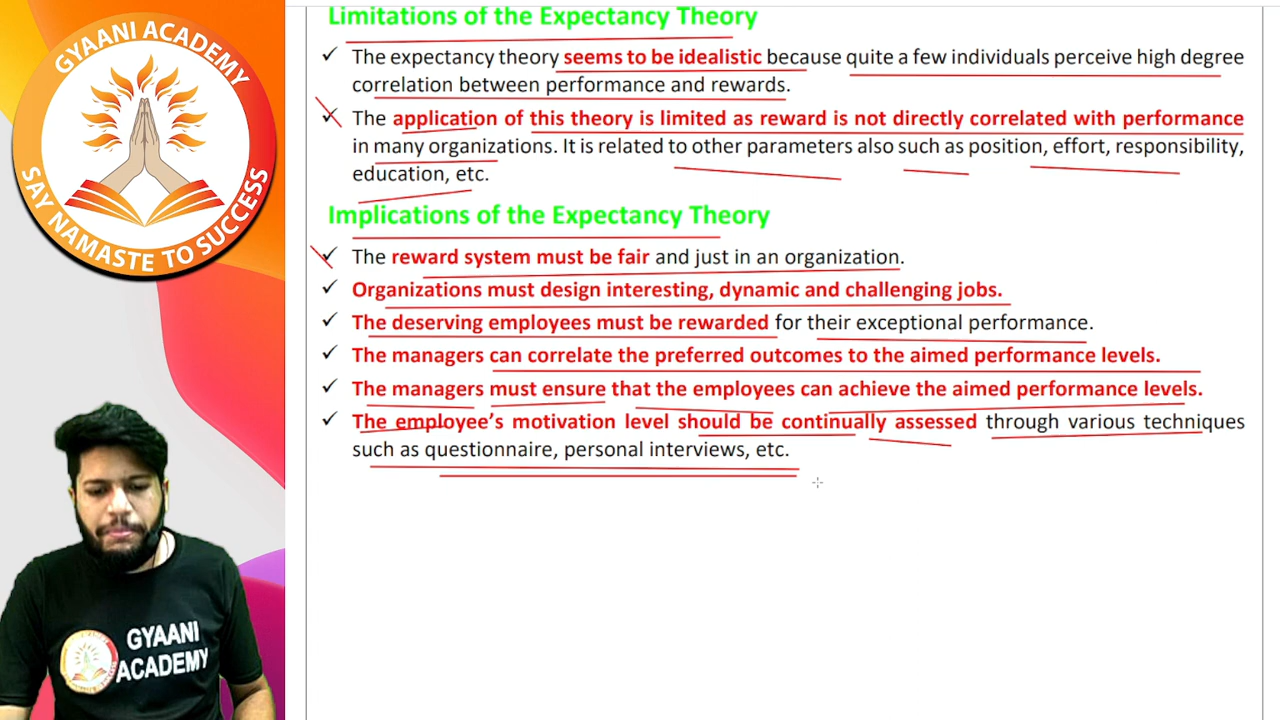 GYAANI ACADEMY
SAY NAMASTE TO SUCCESS
Limitations of the Expectancy Theory
✓ The expectancy theory seems to be idealistic because quite a few individuals perceive high degree
correlation between performance and rewards.
✓ The application of this theory is limited as reward is not directly correlated with performance
in many organizations. It is related to other parameters also such as position, effort, responsibility,
education, etc.
Implications of the Expectancy Theory
✓ The reward system must be fair and just in an organization.
✓ Organizations must design interesting, dynamic and challenging jobs.
✓ The deserving employees must be rewarded for their exceptional performance.
✓ The managers can correlate the preferred outcomes to the aimed performance levels.
✓ The managers must ensure that the employees can achieve the aimed performance levels.
✓ The employee's motivation level should be continually assessed through various techniques
such as questionnaire, personal interviews, etc.
GYAANI
ACADEMY